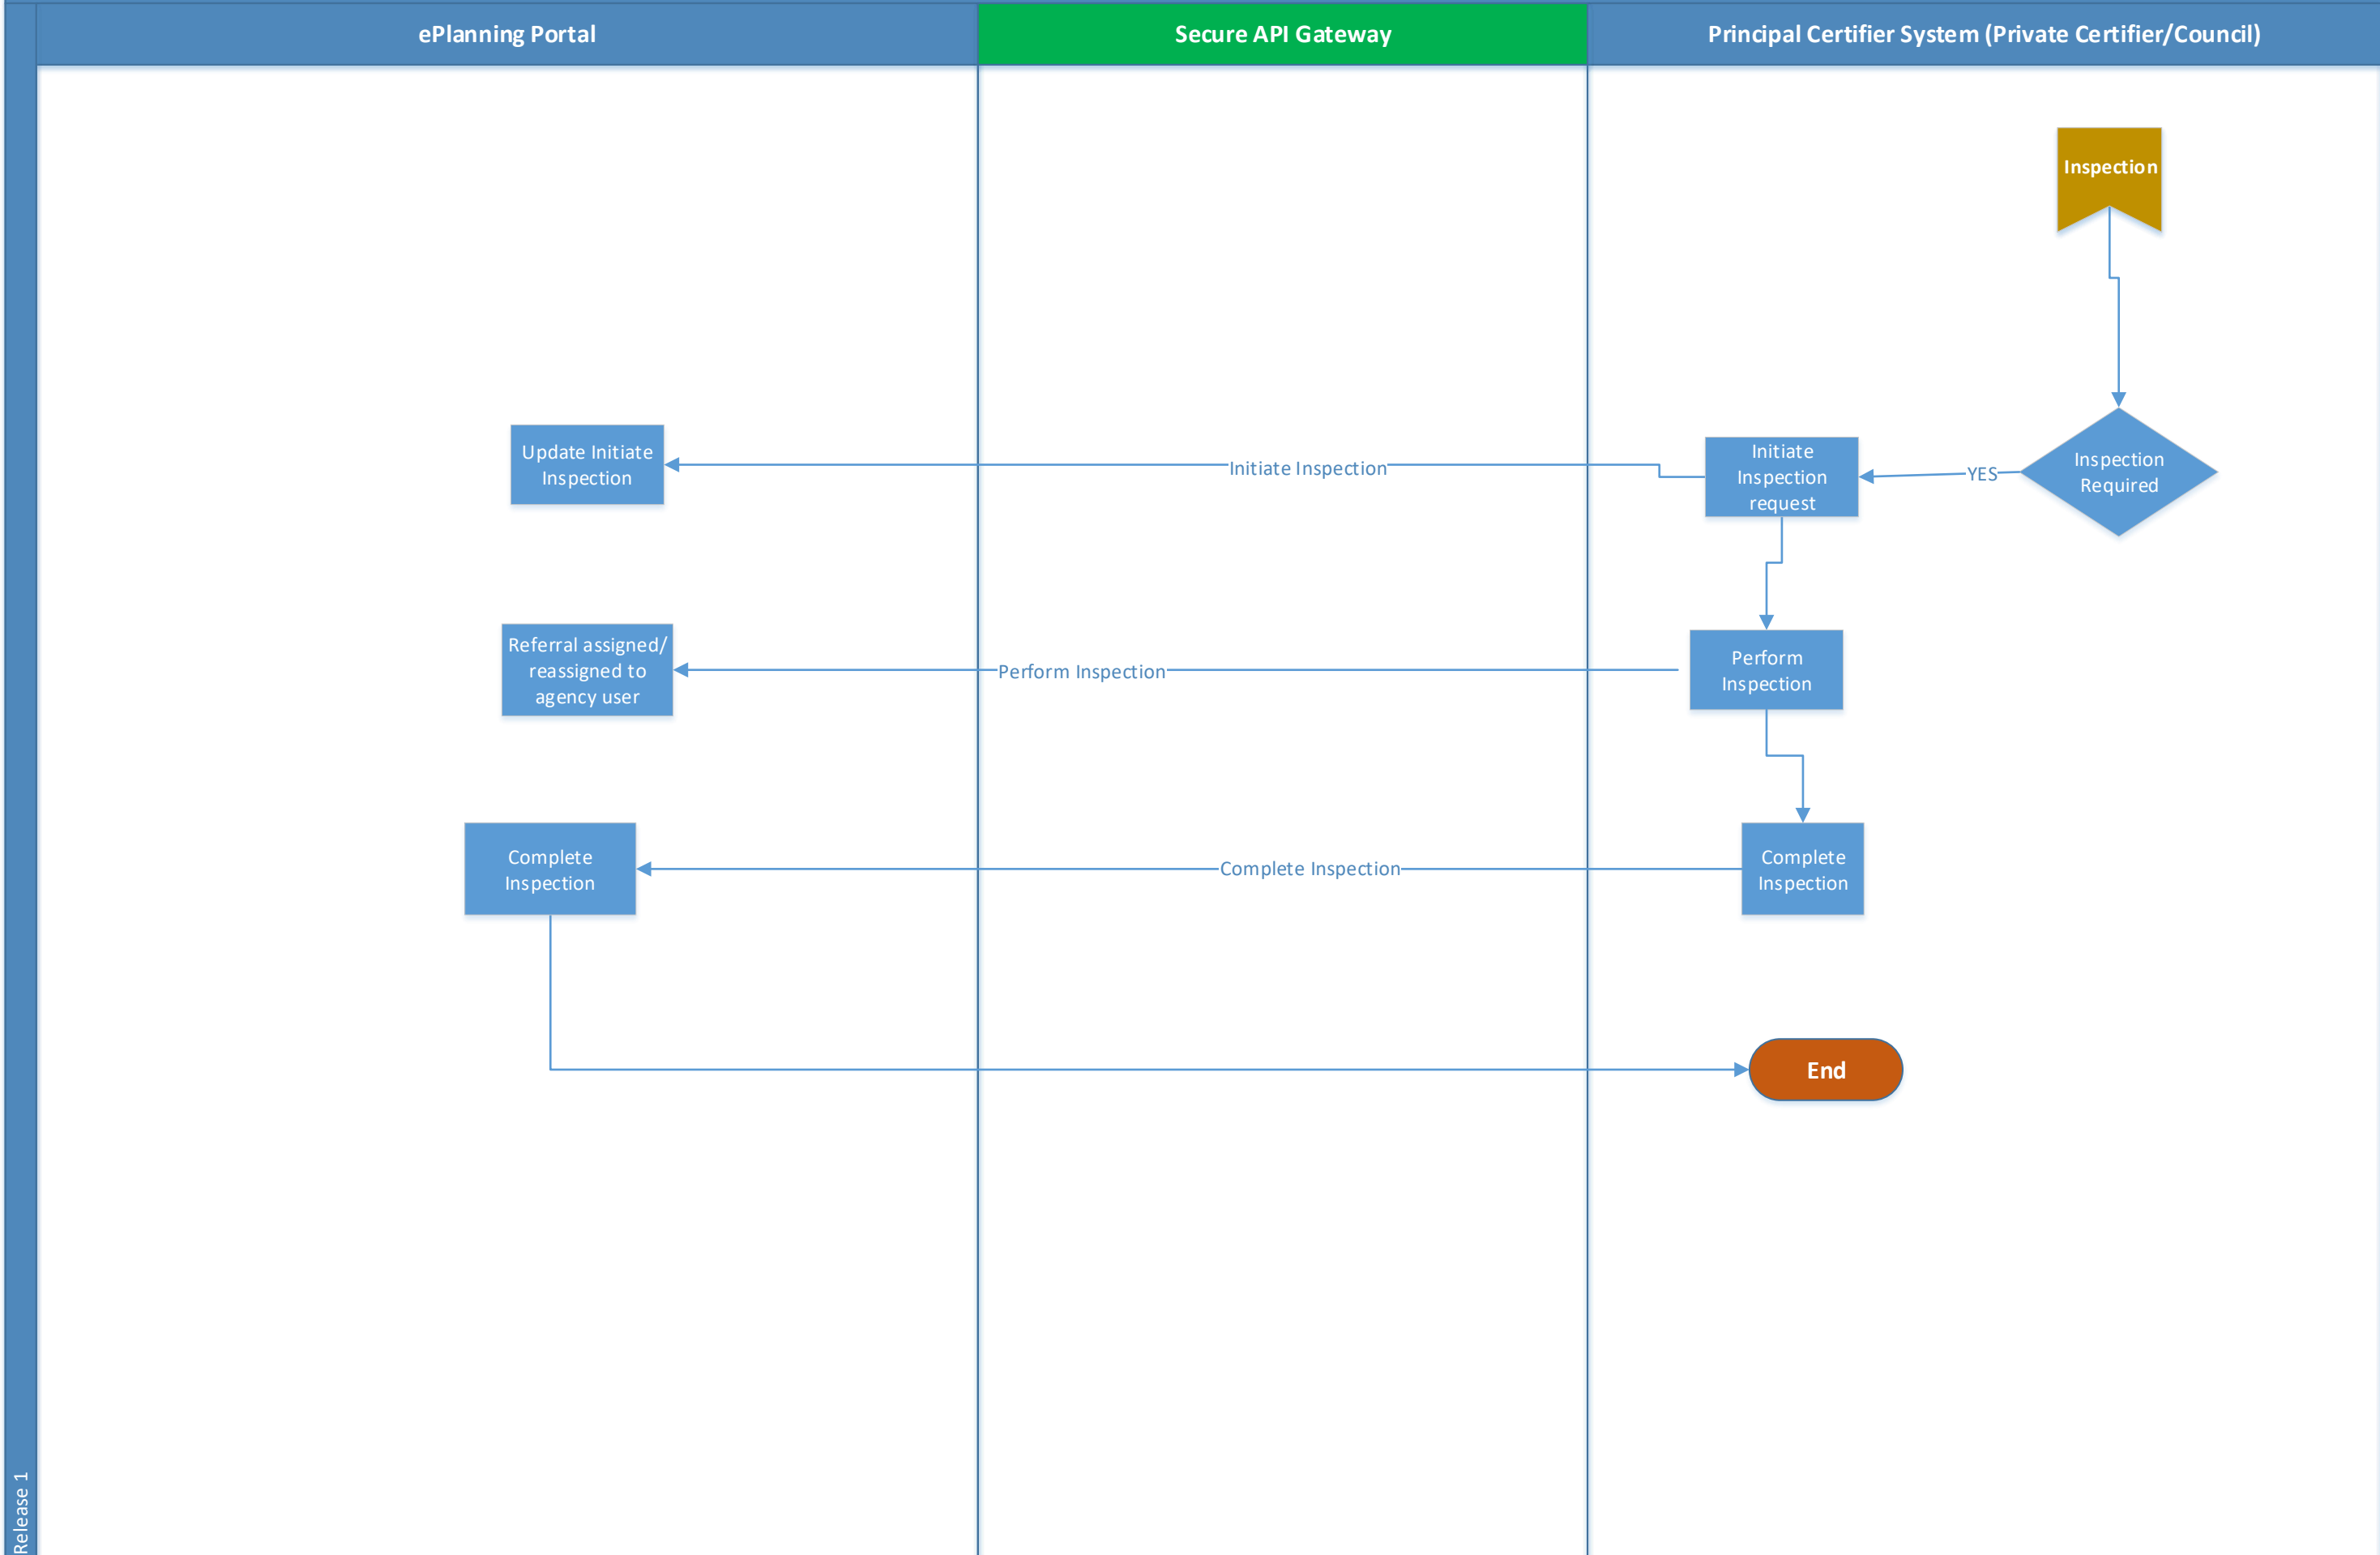 ePlanning Portal
Secure API Gateway
Principal Certifier System (Private Certifier/Council)
Inspection
Inspection
Required
YES
Initiate
Inspection
request
Initiate Inspection
Update Initiate
Inspection
Perform
Inspection
Perform Inspection
Referral assigned/
reassigned to
agency user
Complete
Inspection
Complete Inspection
Complete
Inspection
End
Release 1